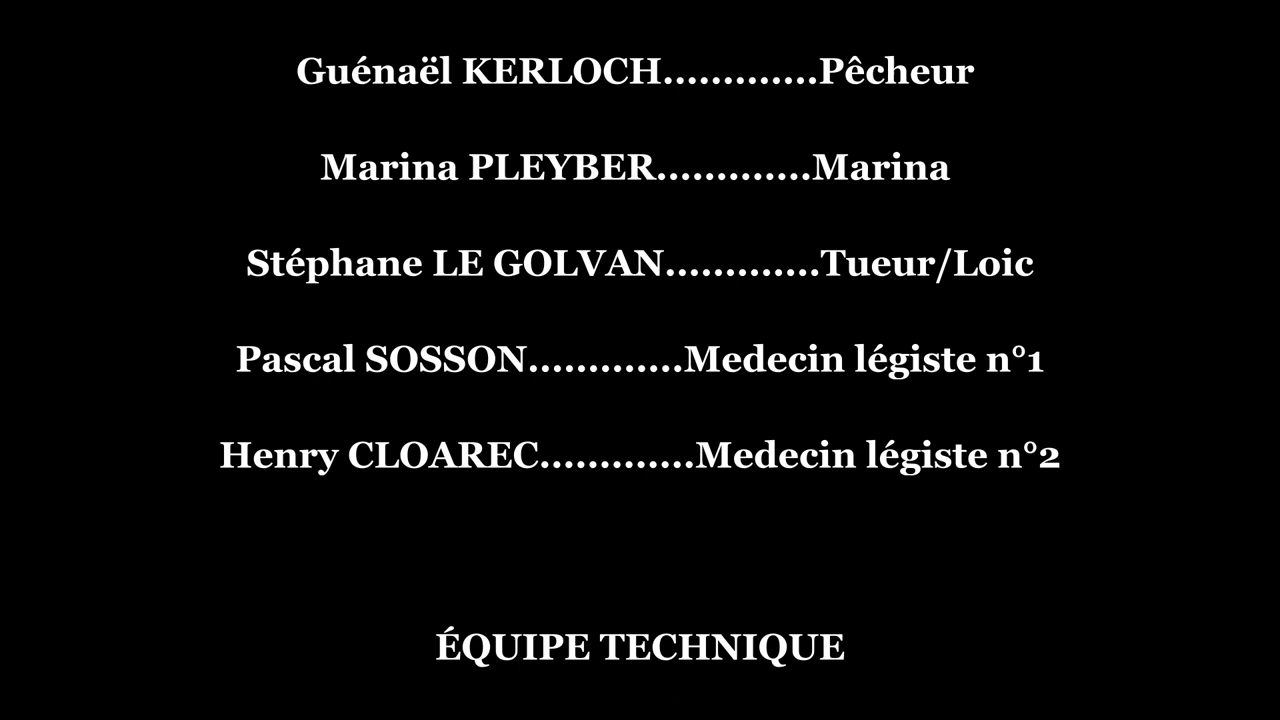 Guénaël KERLOCH.............Pêcheur
Marina PLEYBER.............Marina
Stéphane LE GOLVAN.............Tueur/Loic
Pascal SOSSON.............Medecin légiste n°1
Henry CLOAREC.............Medecin légiste n°2
ÉQUIPE TECHNIQUE